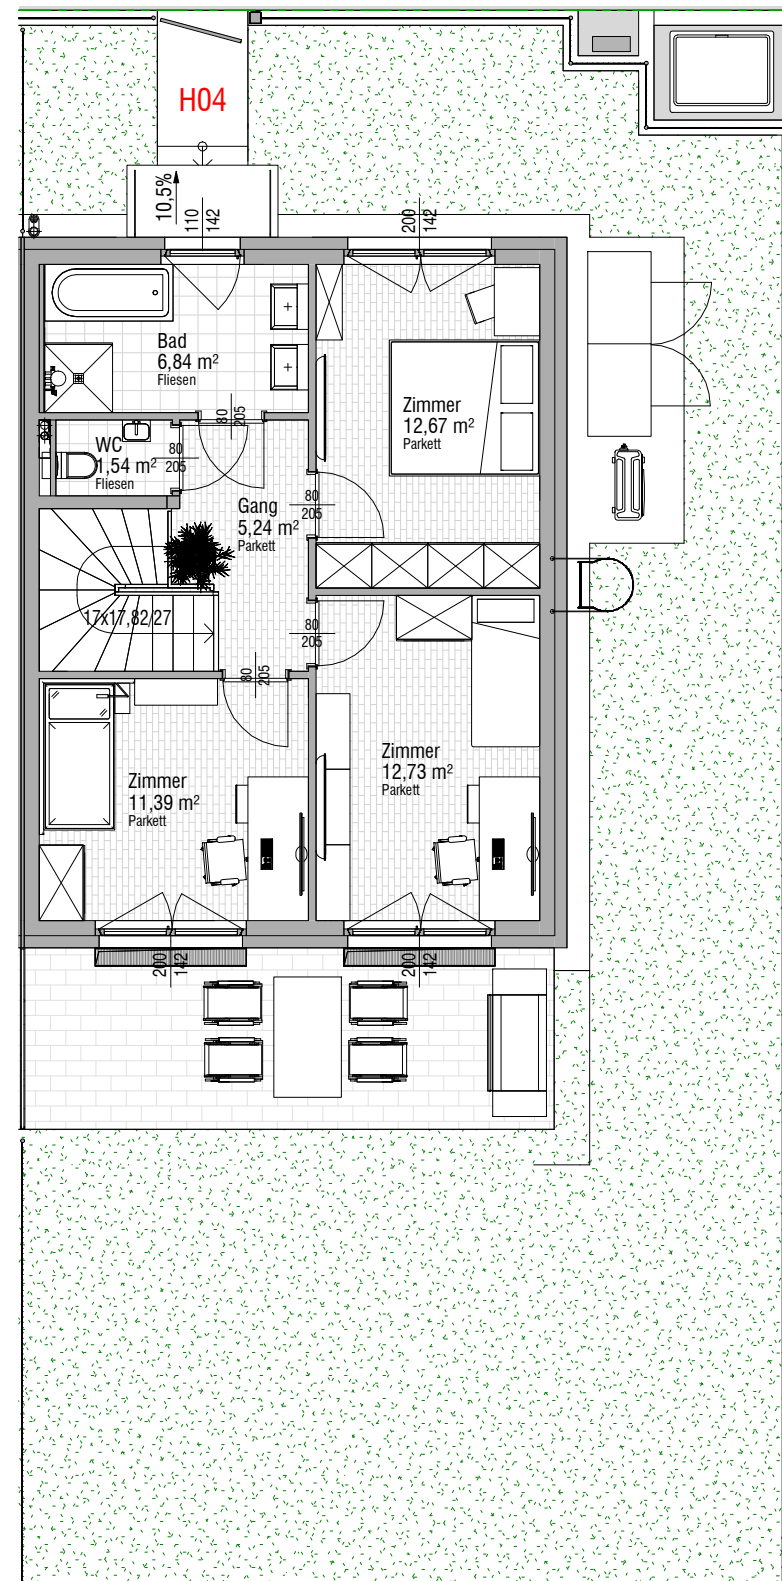 H04
10,5%
110
142
200
142
Bad
6,84 m²
Fliesen
Zimmer
12,67 m²
Parkett
80
205
WC
1,54 m²
Fliesen
80
205
Gang
5,24 m²
Parkett
80
205
17x17,82/27
80
205
80
205
Zimmer
12,73 m²
Parkett
Zimmer
11,39 m²
Parkett
200
142
200
142